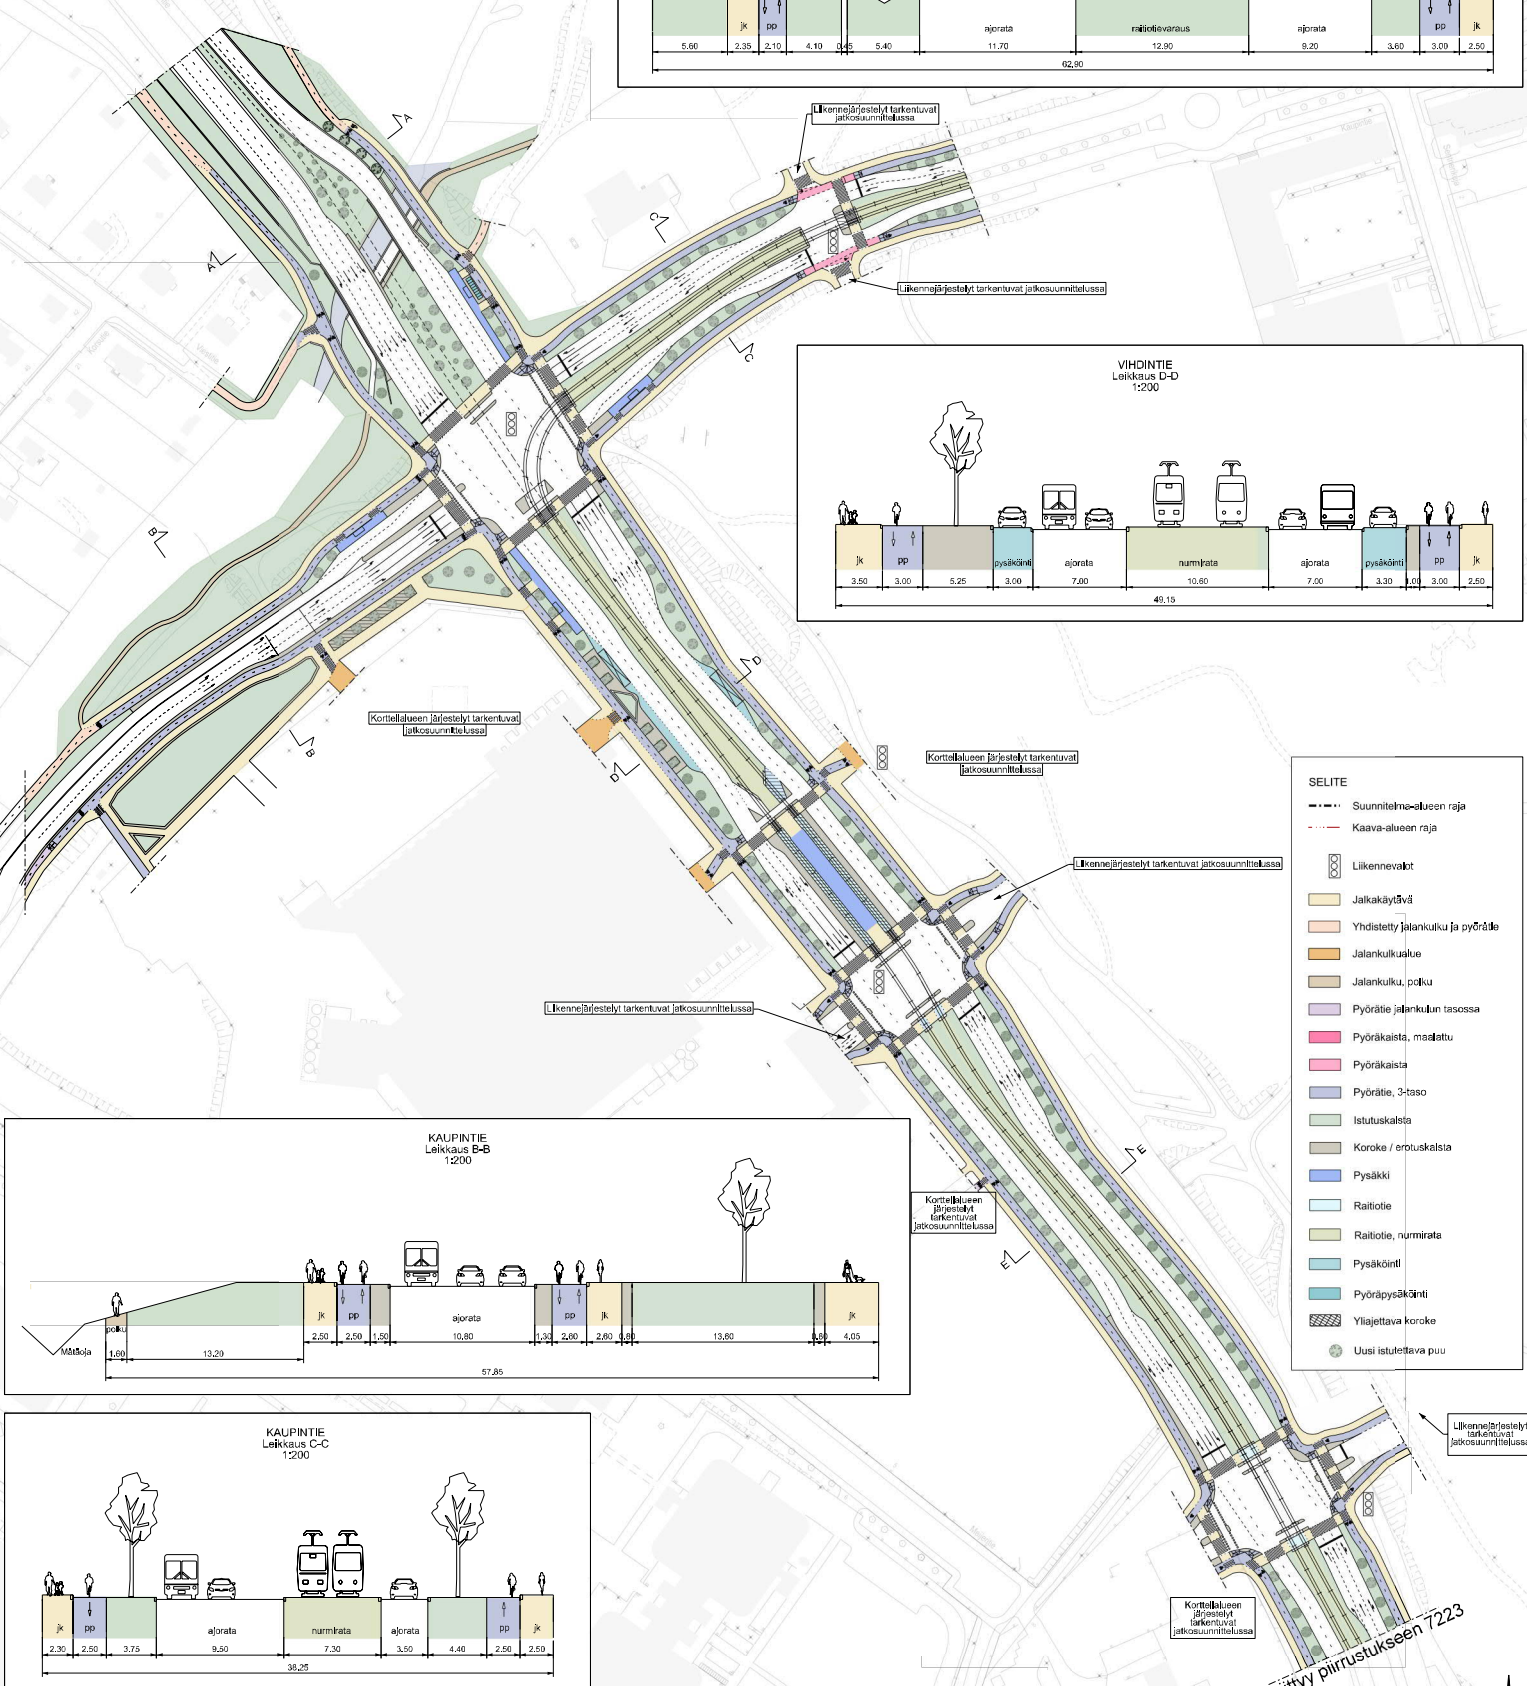 jk
pp
ajorata
raitiotievaraus
ajorata
pp
jk
5.60 2.35 2.10 4.10 0.45 5.40 11.70 12.90 9.20 3.60 3.00 2.50
62.90
Liikennejärjestelyt tarkentuvat
jatkosuunnittelussa
A
A
C
C
Liikennejärjestelyt tarkentuvat jatkosuunnittelussa
VIHDINTIE
Leikkaus D-D
1:200
jk pp pysäköinti ajorata nurmirata ajorata pysäköinti pp jk
3.50 3.00 5.25 3.00 7.00 10.60 7.00 3.30 1.00 3.00 2.50
49.15
B
B
D
D
Korttelialueen järjestelyt tarkentuvat
jatkosuunnittelussa
Korttelialueen järjestelyt tarkentuvat
jatkosuunnittelussa
Liikennejärjestelyt tarkentuvat jatkosuunnittelussa
Liikennejärjestelyt tarkentuvat jatkosuunnittelussa
SELITE
Suunnitelma-alueen raja
Kaava-alueen raja
Liikennevalot
Jalkakäytävä
Yhdistetty jalankulku ja pyörätie
Jalankulkualue
Jalankulku, polku
Pyörätie jalankulun tasossa
Pyöräkaista, maalattu
Pyöräkaista
Pyörätie, 3-taso
Istutuskaista
Koroke / erotuskaista
Pysäkki
Raitiotie
Raitiotie, nurmirata
Pysäköinti
Pyöräpysäköinti
Yliajettava koroke
Uusi istutettava puu
E
E
KAUPINTIE
Leikkaus B-B
1:200
Mätäoja
polku jk pp ajorata pp jk jk
1.60 13.20 2.50 2.50 1.50 10.80 1.30 2.60 2.60 0.80 13.60 0.80 4.05
57.85
Korttelialueen
järjestelyt
tarkentuvat
jatkosuunnittelussa
KAUPINTIE
Leikkaus C-C
1:200
jk pp ajorata nurmirata ajorata pp jk
2.30 2.50 3.75 9.50 7.30 3.50 4.40 2.50 2.50
38.25
Liikennejärjestelyt
tarkentuvat
jatkosuunnittelussa
Korttelialueen
järjestelyt
tarkentuvat
jatkosuunnittelussa
piirrustukseen 7223